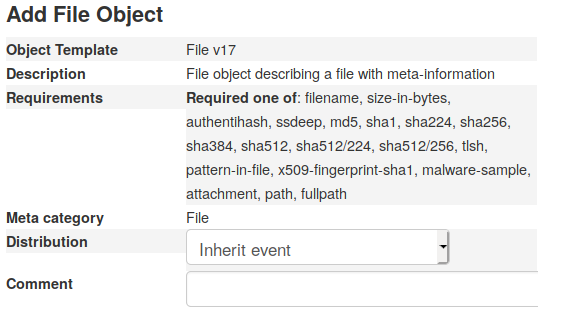 Add File Object
Object Template File v17
Description File object describing a file with meta-information
Requirements Required one of: filename, size-in-bytes,
authentihash, ssdeep, md5, sha1, sha224, sha256,
sha384, sha512, sha512/224, sha512/256, tlsh,
pattern-in-file, x509-fingerprint-sha1, malware-sample,
attachment, path, fullpath
Meta category File
Distribution Inherit event
Comment